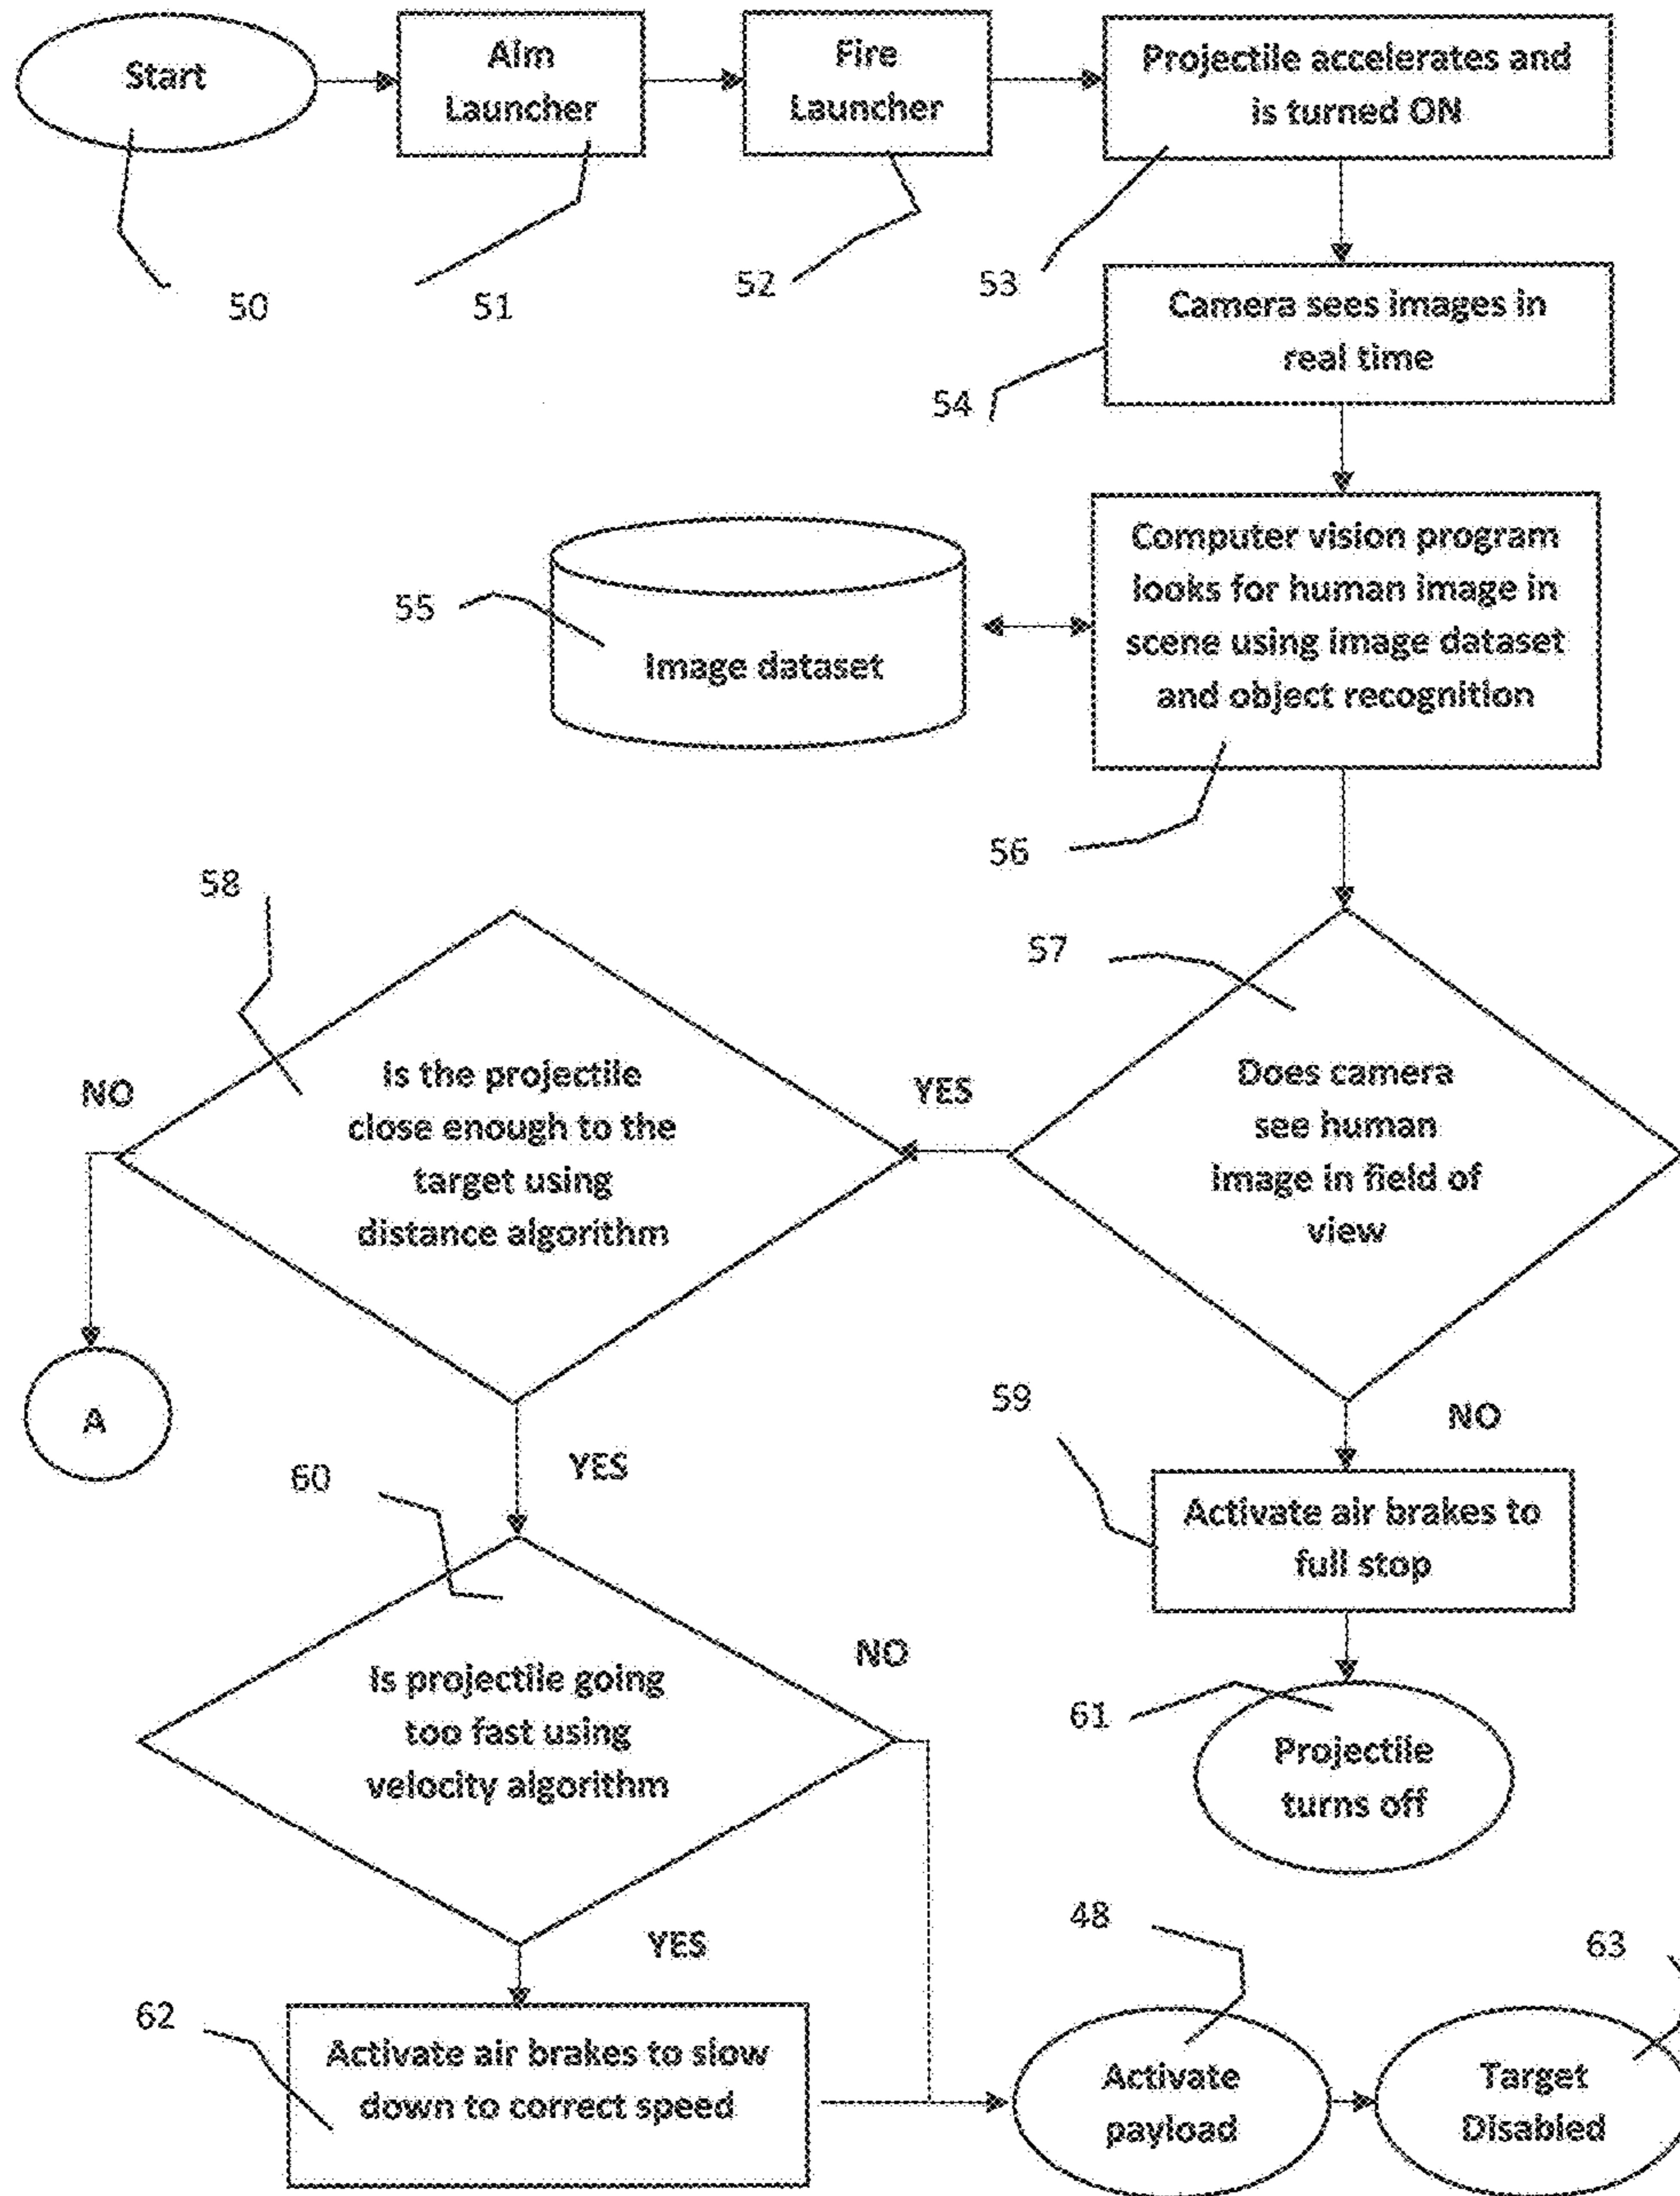 Start
Aim
Launcher
Fire
Launcher
Projectile accelerates and
is turned ON
50
51
52
53
Camera sees images in
real time
54
Computer vision program
looks for human image in
scene using image dataset
and object recognition
55
Image dataset
56
58
57
NO
Is the projectile
close enough to the
target using
distance algorithm
YES
Does camera
see human
image in field of
view
A
59
NO
YES
60
Activate air brakes to
full stop
NO
Is projectile going
too fast using
velocity algorithm
61
Projectile
turns off
YES
48
63
62
Activate air brakes to slow
down to correct speed
Activate
payload
Target
Disabled